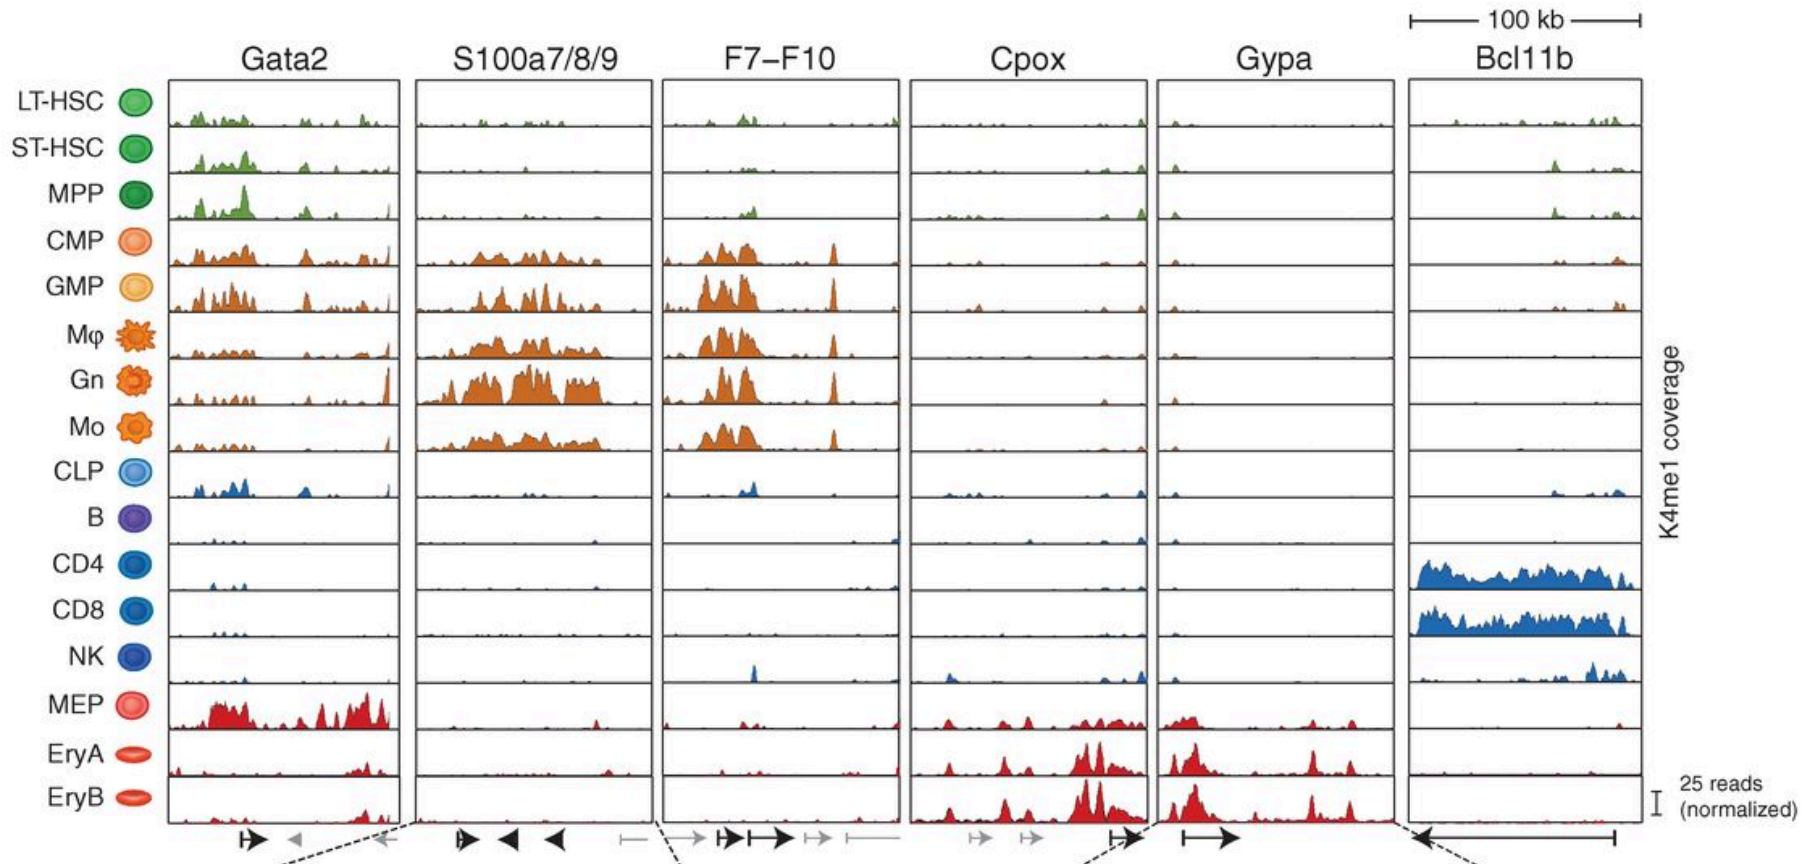 100 kb
Gata2 S100a7/8/9 F7–F10 Cpox Gypa Bcl11b
LT-HSC
ST-HSC
MPP
CMP
GMP
Mφ
Gn
Mo
CLP
B
CD4
CD8
NK
MEP
EryA
EryB
K4me1 coverage
25 reads
(normalized)